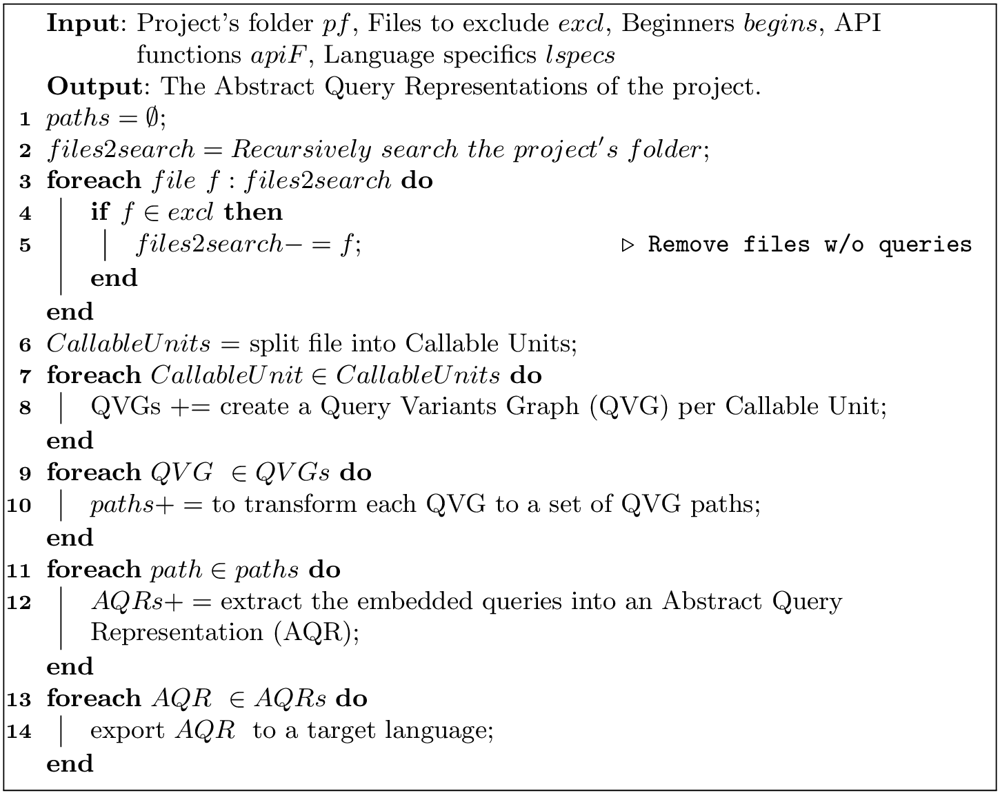 Input: Project's folder pf, Files to exclude excl, Beginners begins, API
functions apiF, Language specifics lspecs
Output: The Abstract Query Representations of the project.
1 paths = ∅;
2 files2search = Recursively search the project's folder;
3 foreach file f : files2search do
4 if f ∈ excl then
5 files2search− = f; ▷ Remove files w/o queries
end
end
6 CallableUnits = split file into Callable Units;
7 foreach CallableUnit ∈ CallableUnits do
8 QVGs += create a Query Variants Graph (QVG) per Callable Unit;
end
9 foreach QVG ∈ QVGs do
10 paths+ = to transform each QVG to a set of QVG paths;
end
11 foreach path ∈ paths do
12 AQRs+ = extract the embedded queries into an Abstract Query
Representation (AQR);
end
13 foreach AQR ∈ AQRs do
14 export AQR to a target language;
end